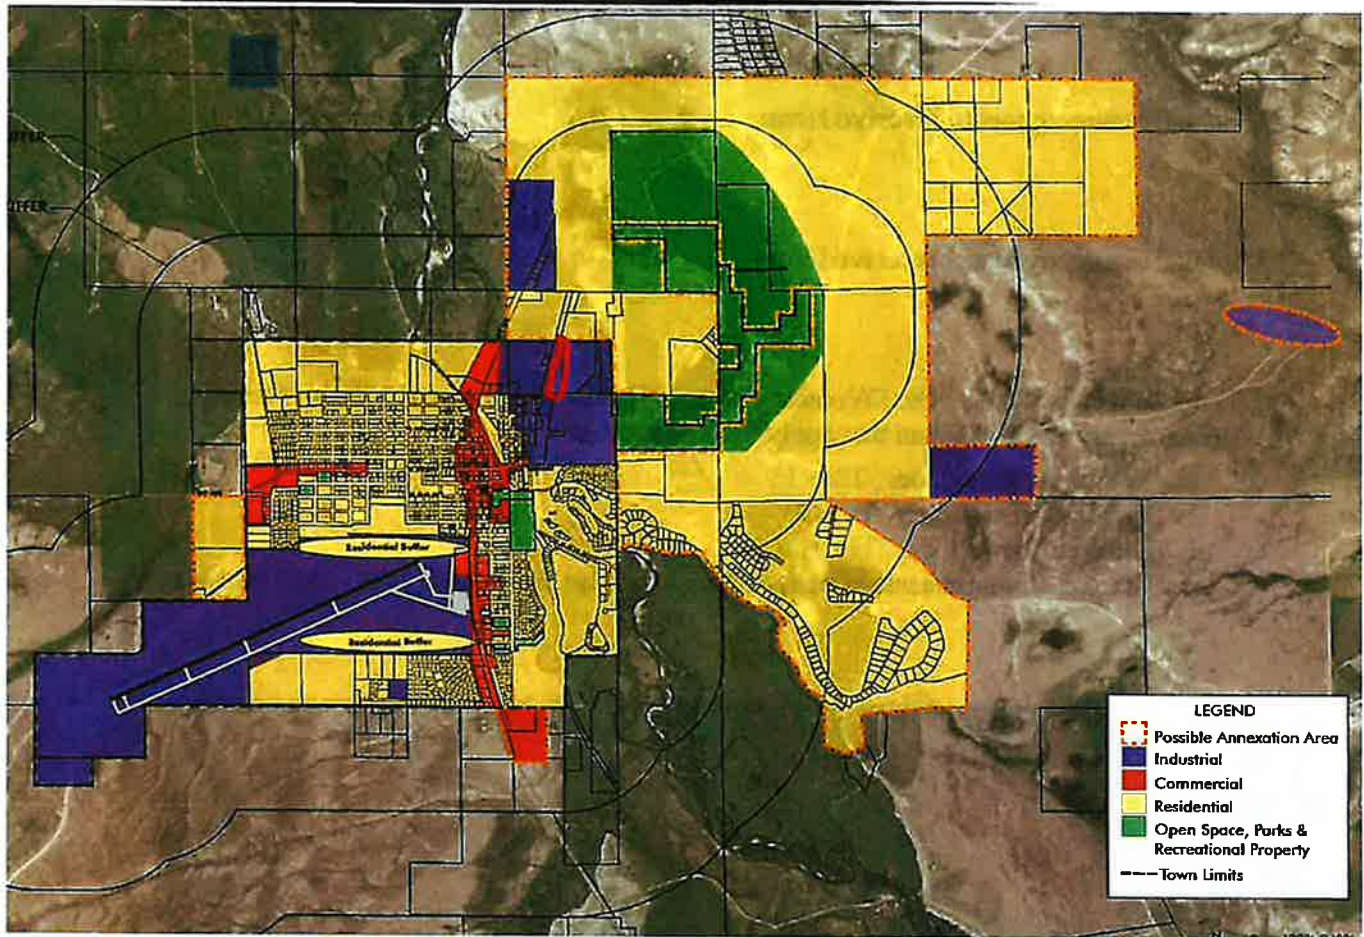 Residential Buffer
Residential Buffer
LEGEND
Possible Annexation Area
Industrial
Commercial
Residential
Open Space, Parks &
Recreational Property
Town Limits